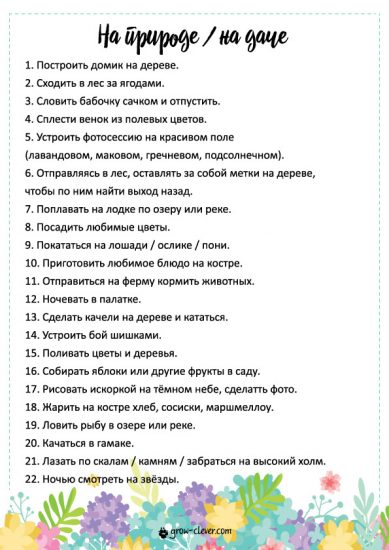 На природе / на даче
1. Построить домик на дереве.
2. Сходить в лес за ягодами.
3. Словить бабочку сачком и отпустить.
4. Сплести венок из полевых цветов.
5. Устроить фотосессию на красивом поле
(лавандовом, маковом, гречневом, подсолнечном).
6. Отправляясь в лес, оставлять за собой метки на дереве,
чтобы по ним найти выход назад.
7. Поплавать на лодке по озеру или реке.
8. Посадить любимые цветы.
9. Покататься на лошади / ослике / пони.
10. Приготовить любимое блюдо на костре.
11. Отправиться на ферму кормить животных.
12. Ночевать в палатке.
13. Сделать качели на дереве и кататься.
14. Устроить бой шишками.
15. Поливать цветы и деревья.
16. Собирать яблоки или другие фрукты в саду.
17. Рисовать искоркой на тёмном небе, сделатть фото.
18. Жарить на костре хлеб, сосиски, маршмеллоу.
19. Ловить рыбу в озере или реке.
20. Качаться в гамаке.
21. Лазать по скалам / камням / забраться на высокий холм.
22. Ночью смотреть на звёзды.
grow-clever.com